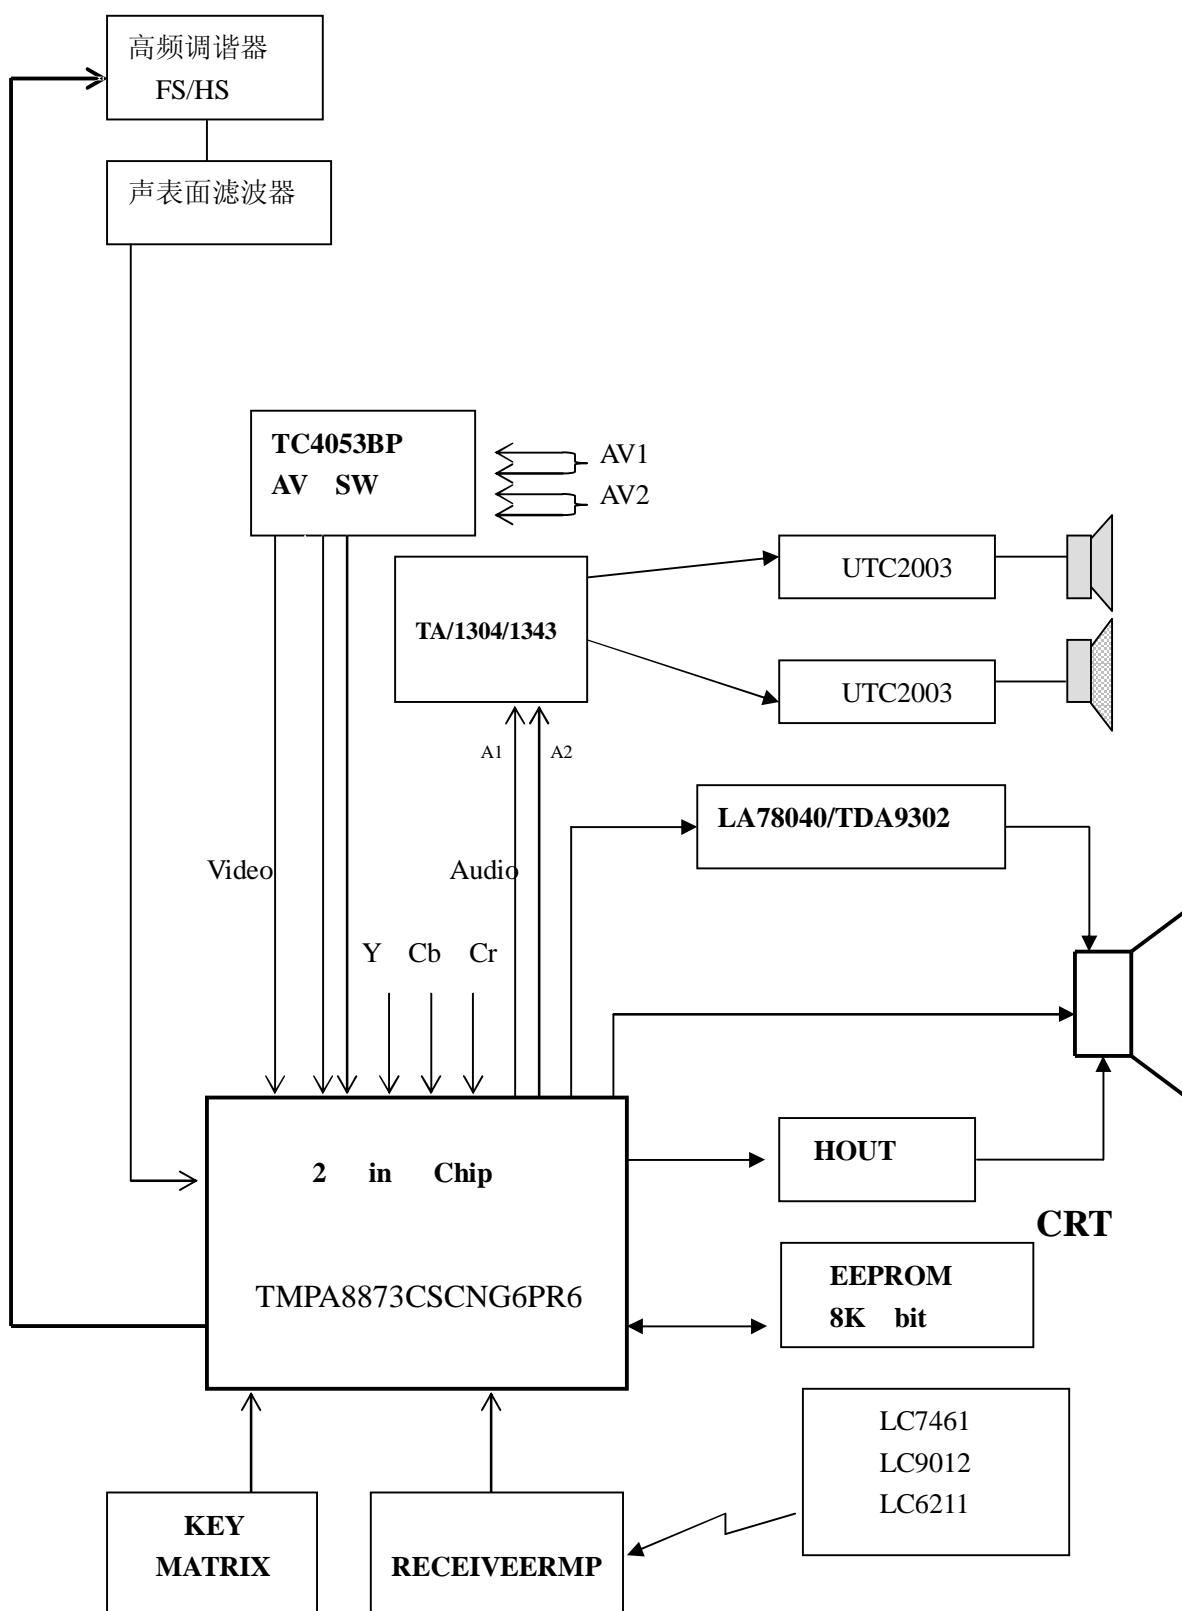 高频调谐器
FS/HS
声表面滤波器
TC4053BP
AV SW
AV1
AV2
UTC2003
TA/1304/1343
UTC2003
A1
A2
LA78040/TDA9302
Video
Audio
Y Cb Cr
2 in Chip
HOUT
CRT
TMPA8873CSCNG6PR6
EEPROM
8K bit
LC7461
LC9012
LC6211
KEY
MATRIX
RECEIVEERMP